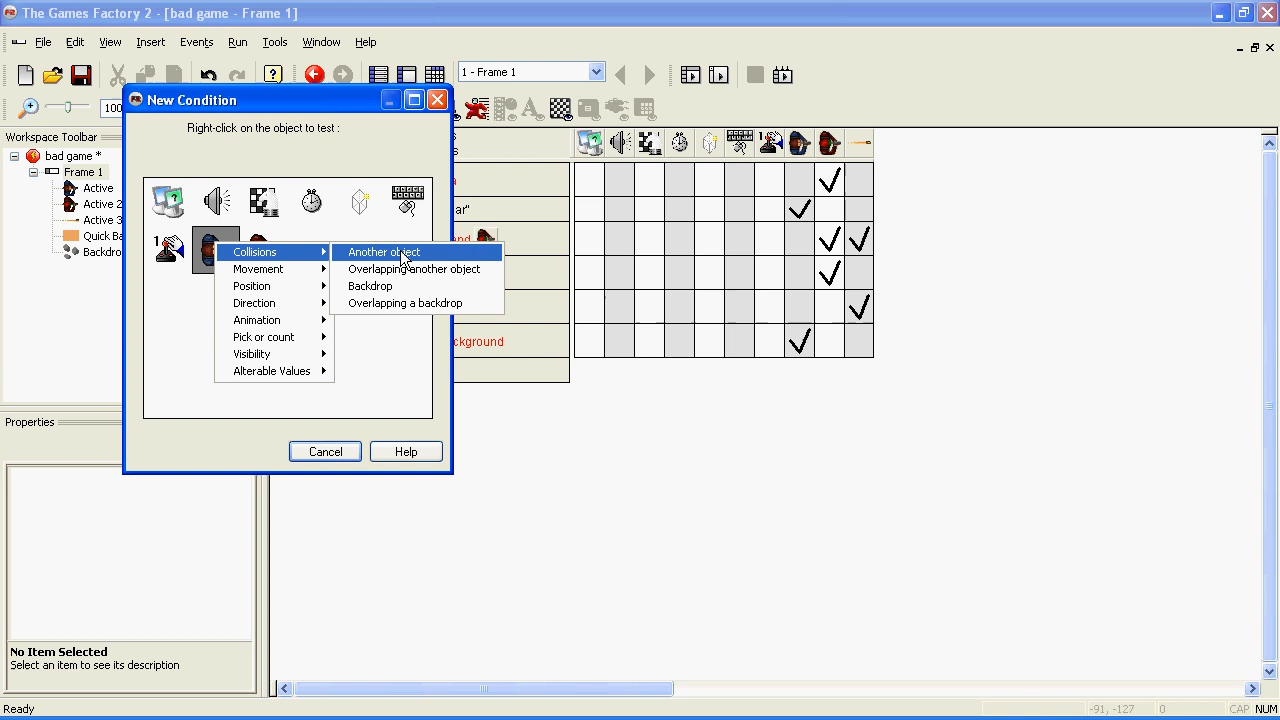 The Games Factory 2 - [bad game - Frame 1]
File Edit View Insert Events Run Tools Window Help
1 - Frame 1
100
New Condition
Right-click on the object to test :
Workspace Toolbar
bad game *
Frame 1
Active
Active 2
Active 3
Quick Ba
Backdro
ar"
Collisions
Movement
Position
Direction
Animation
Pick or count
Visibility
Alterable Values
Another object
Overlapping another object
Backdrop
Overlapping a backdrop
ckground
Cancel Help
Properties
No Item Selected
Select an item to see its description
Ready
-91, -127 0 CAP NUM